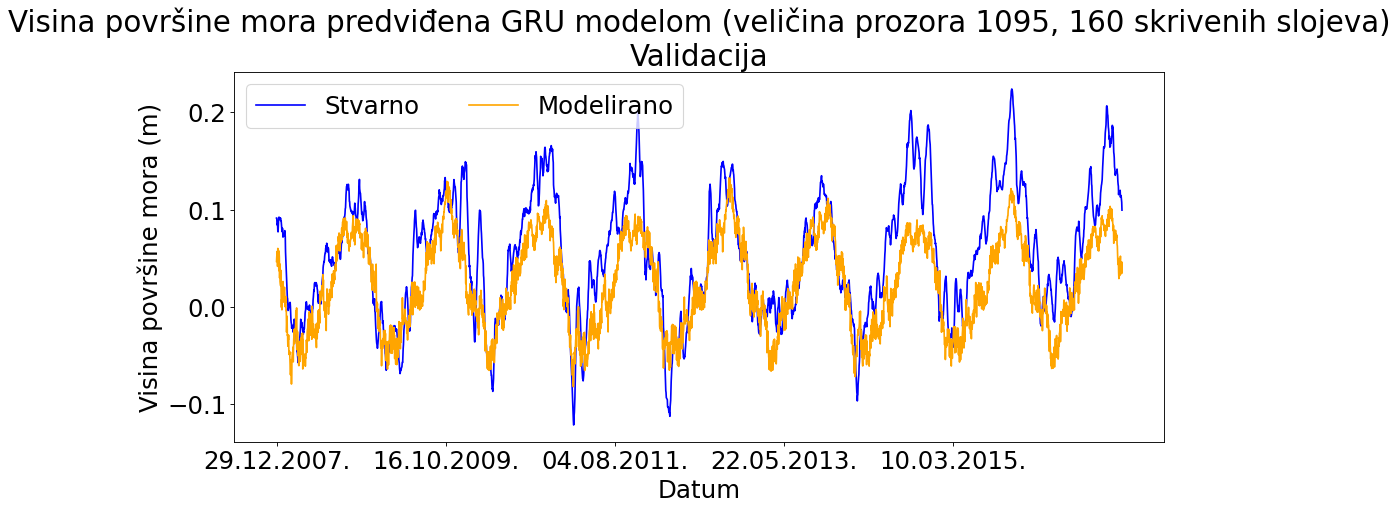 Visina površine mora predviđena GRU modelom (veličina prozora 1095, 160 skrivenih slojeva)
Validacija
Stvarno
Modelirano
Visina površine mora (m)
0.2
0.1
0.0
−0.1
29.12.2007.
16.10.2009.
04.08.2011.
22.05.2013.
10.03.2015.
Datum